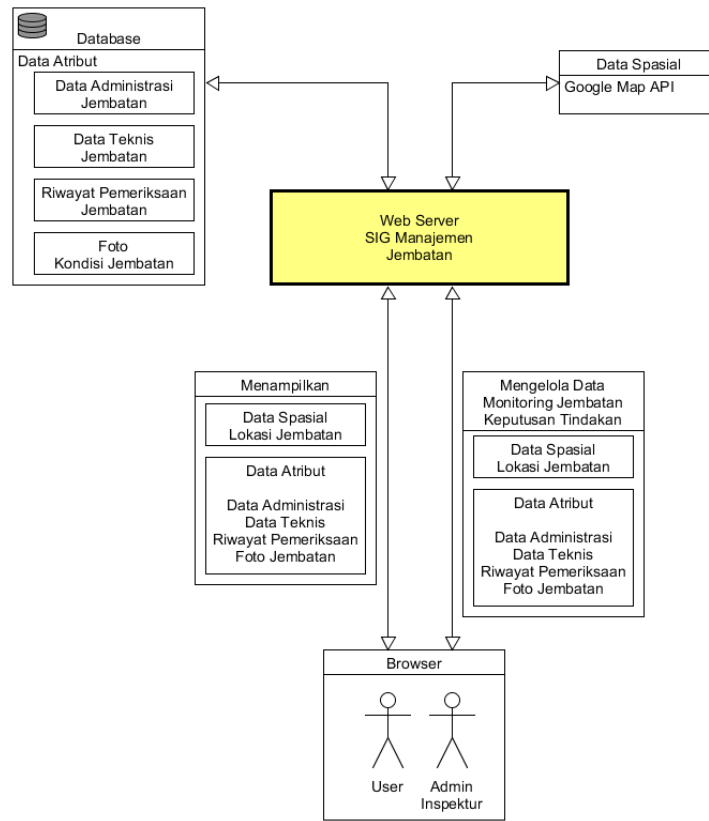 Database
Data Atribut
Data Administrasi
Jembatan
Data Teknis
Jembatan
Riwayat Pemeriksaan
Jembatan
Foto
Kondisi Jembatan
Data Spasial
Google Map API
Web Server
SIG Manajemen
Jembatan
Menampilkan
Data Spasial
Lokasi Jembatan
Data Atribut
Data Administrasi
Data Teknis
Riwayat Pemeriksaan
Foto Jembatan
Mengelola Data
Monitoring Jembatan
Keputusan Tindakan
Data Spasial
Lokasi Jembatan
Data Atribut
Data Administrasi
Data Teknis
Riwayat Pemeriksaan
Foto Jembatan
Browser
User
Admin
Inspektur